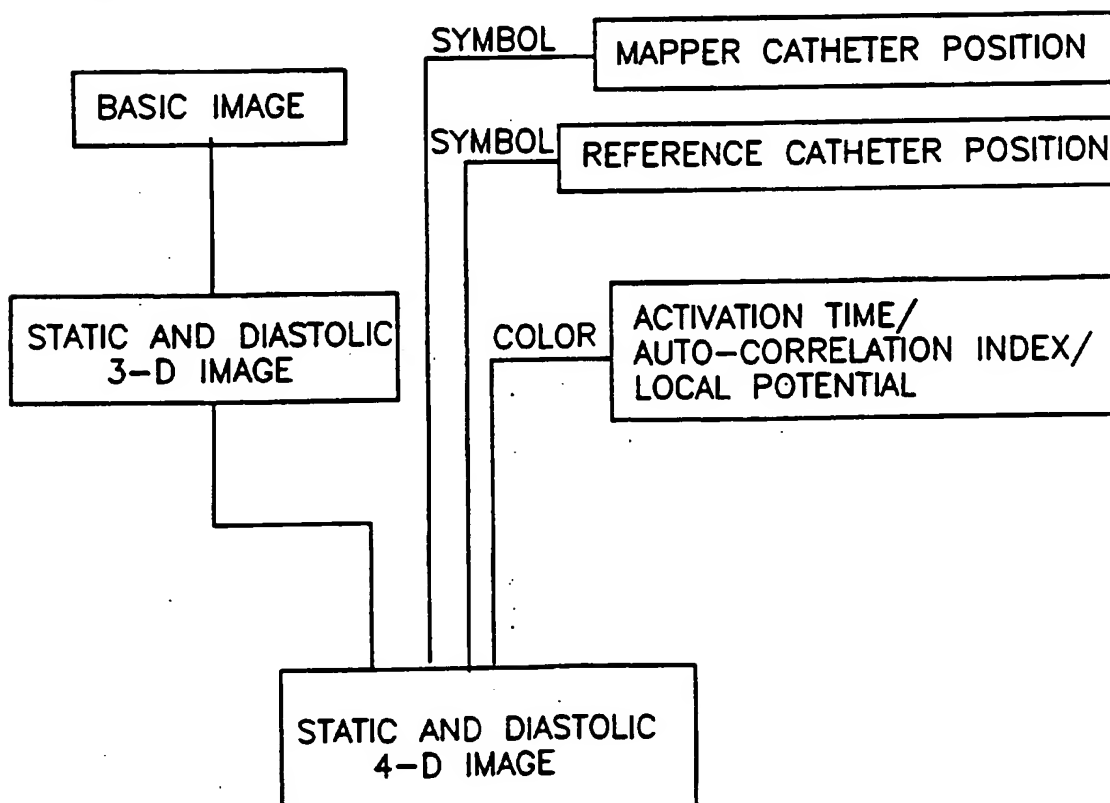 SYMBOL
MAPPER CATHETER POSITION
BASIC IMAGE
SYMBOL
REFERENCE CATHETER POSITION
STATIC AND DIASTOLIC
3-D IMAGE
COLOR
ACTIVATION TIME/
AUTO-CORRELATION INDEX/
LOCAL POTENTIAL
STATIC AND DIASTOLIC
4-D IMAGE